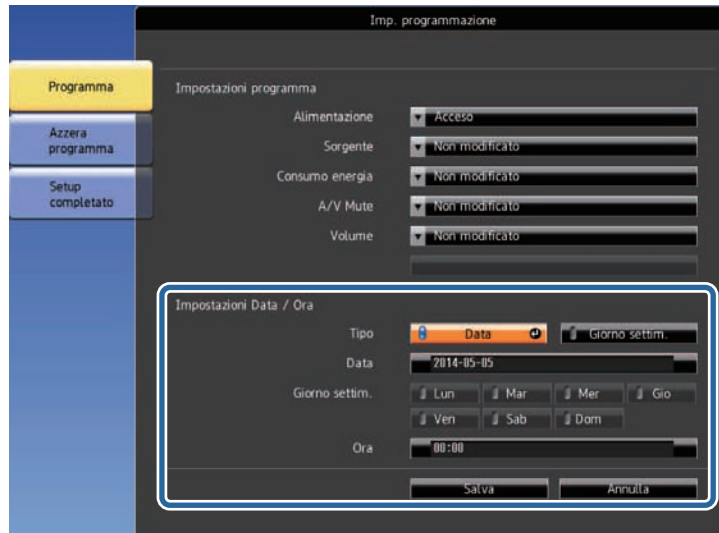 Imp. programmazione
Programma
Azzera
programma
Setup
completato
Impostazioni programma
Alimentazione Acceso
Sorgente Non modificato
Consumo energia Non modificato
A/V Mute Non modificato
Volume Non modificato
Impostazioni Data / Ora
Tipo Data Giorno settim.
Data 2014-05-05
Giorno settim. Lun Mar Mer Gio
Ven Sab Dom
Ora 00:00
Salva Annulla